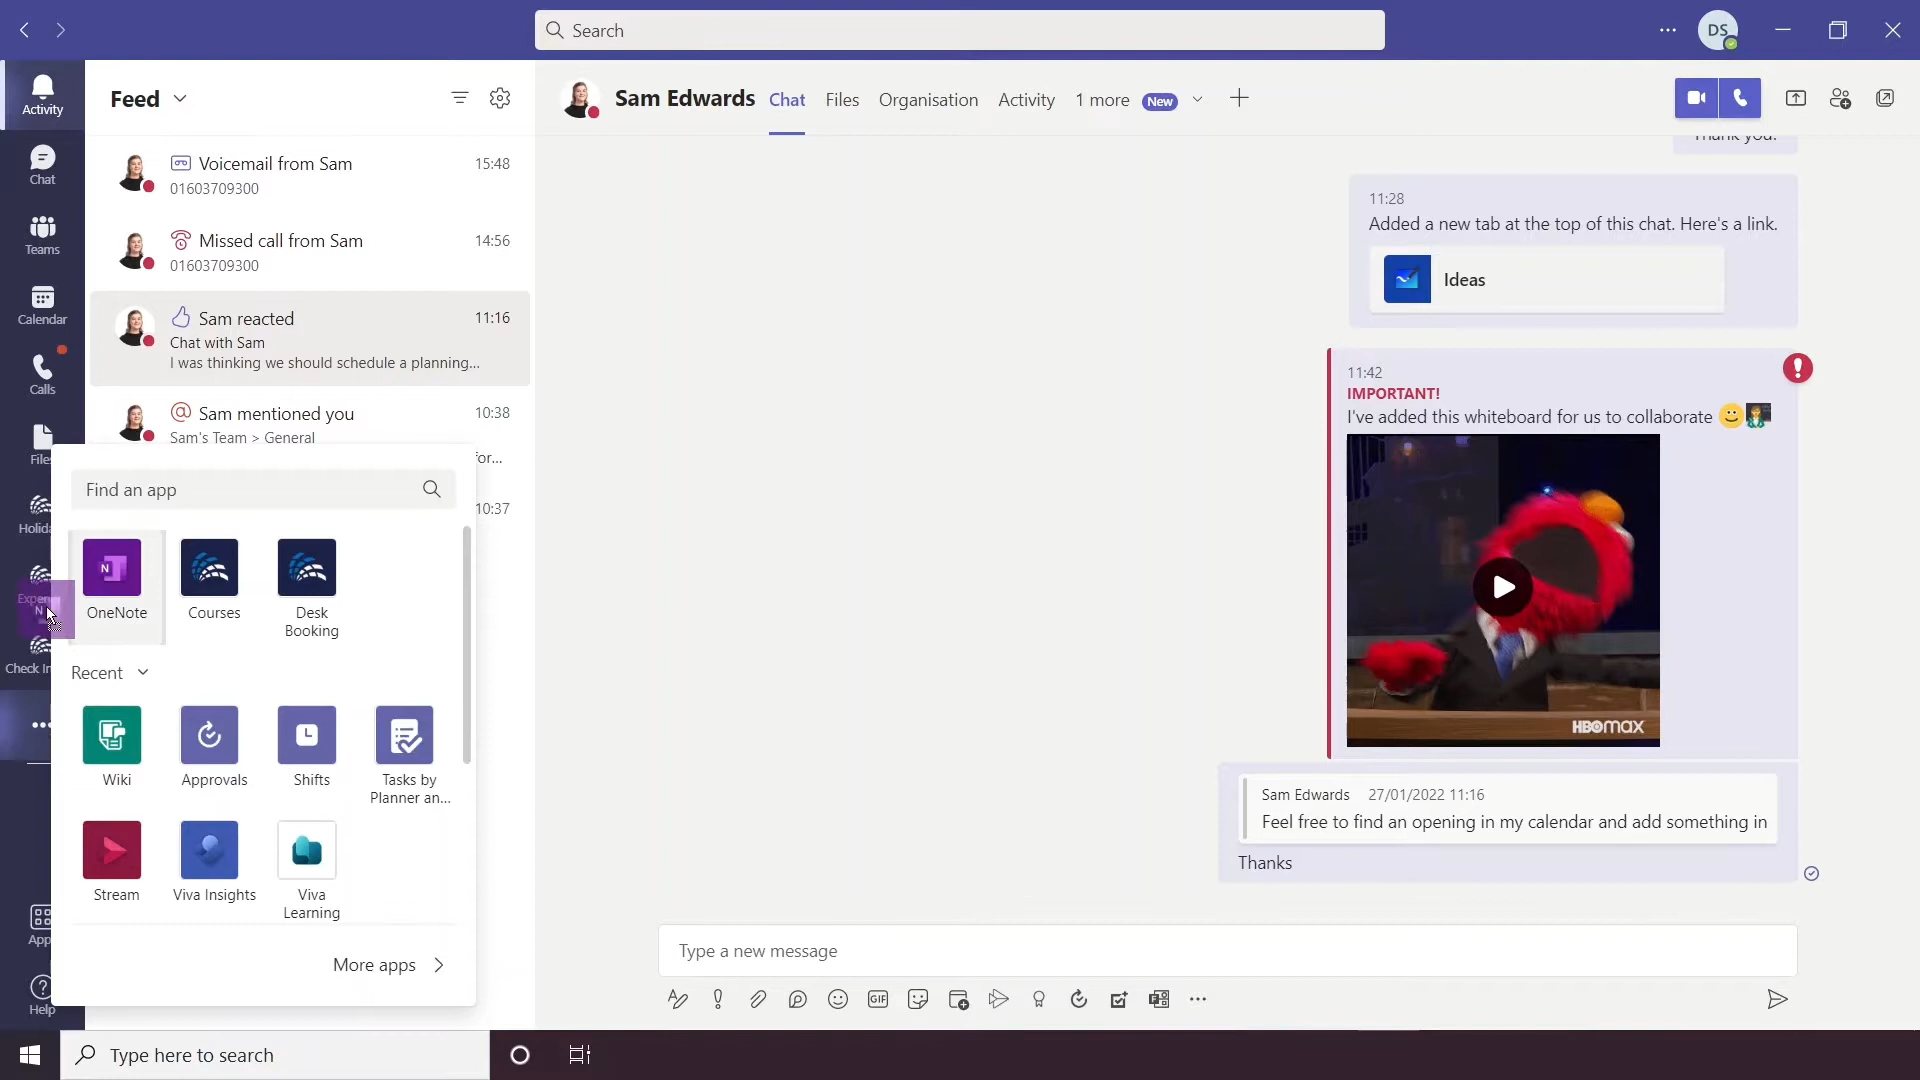 Search
DS
Activity
Chat
Teams
Calendar
Calls
Apps
Help
Feed
Voicemail from Sam 15:48
01603709300
Missed call from Sam 14:56
01603709300
Sam reacted 11:16
Chat with Sam
I was thinking we should schedule a planning...
Sam mentioned you 10:38
Sam's Team > General
for...
10:37
Find an app
OneNote Courses Desk Booking
Recent
Wiki Approvals Shifts Tasks by Planner an...
Stream Viva Insights Viva Learning
More apps
Sam Edwards Chat Files Organisation Activity 1 more New
Thank you!
11:28
Added a new tab at the top of this chat. Here's a link.
Ideas
11:42
IMPORTANT!
I've added this whiteboard for us to collaborate
HBOMAX
Sam Edwards 27/01/2022 11:16
Feel free to find an opening in my calendar and add something in
Thanks
Type a new message
GIF
Type here to search